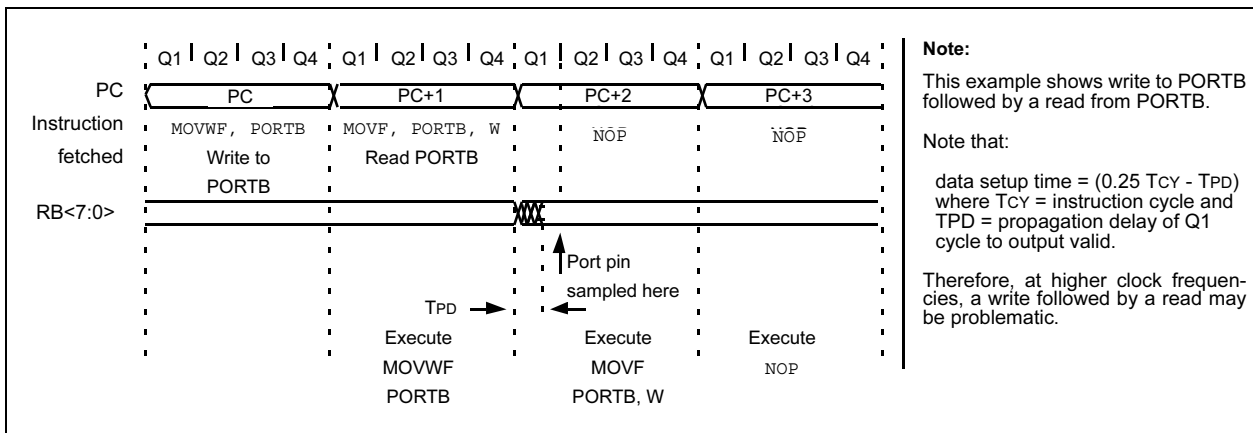 Q1 Q2 Q3 Q4 Q1 Q2 Q3 Q4 Q1 Q2 Q3 Q4 Q1 Q2 Q3 Q4
PC PC PC+1 PC+2 PC+3
Instruction
fetched
MOVWF, PORTB
Write to
PORTB
MOVF, PORTB, W
Read PORTB
NOP
NOP
RB<7:0>
Port pin
sampled here
TPD
Execute
MOVWF
PORTB
Execute
MOVF
PORTB, W
Execute
NOP
Note:
This example shows write to PORTB
followed by a read from PORTB.
Note that:
data setup time = (0.25 TCY - TPD)
where TCY = instruction cycle and
TPD = propagation delay of Q1
cycle to output valid.
Therefore, at higher clock frequen-
cies, a write followed by a read may
be problematic.